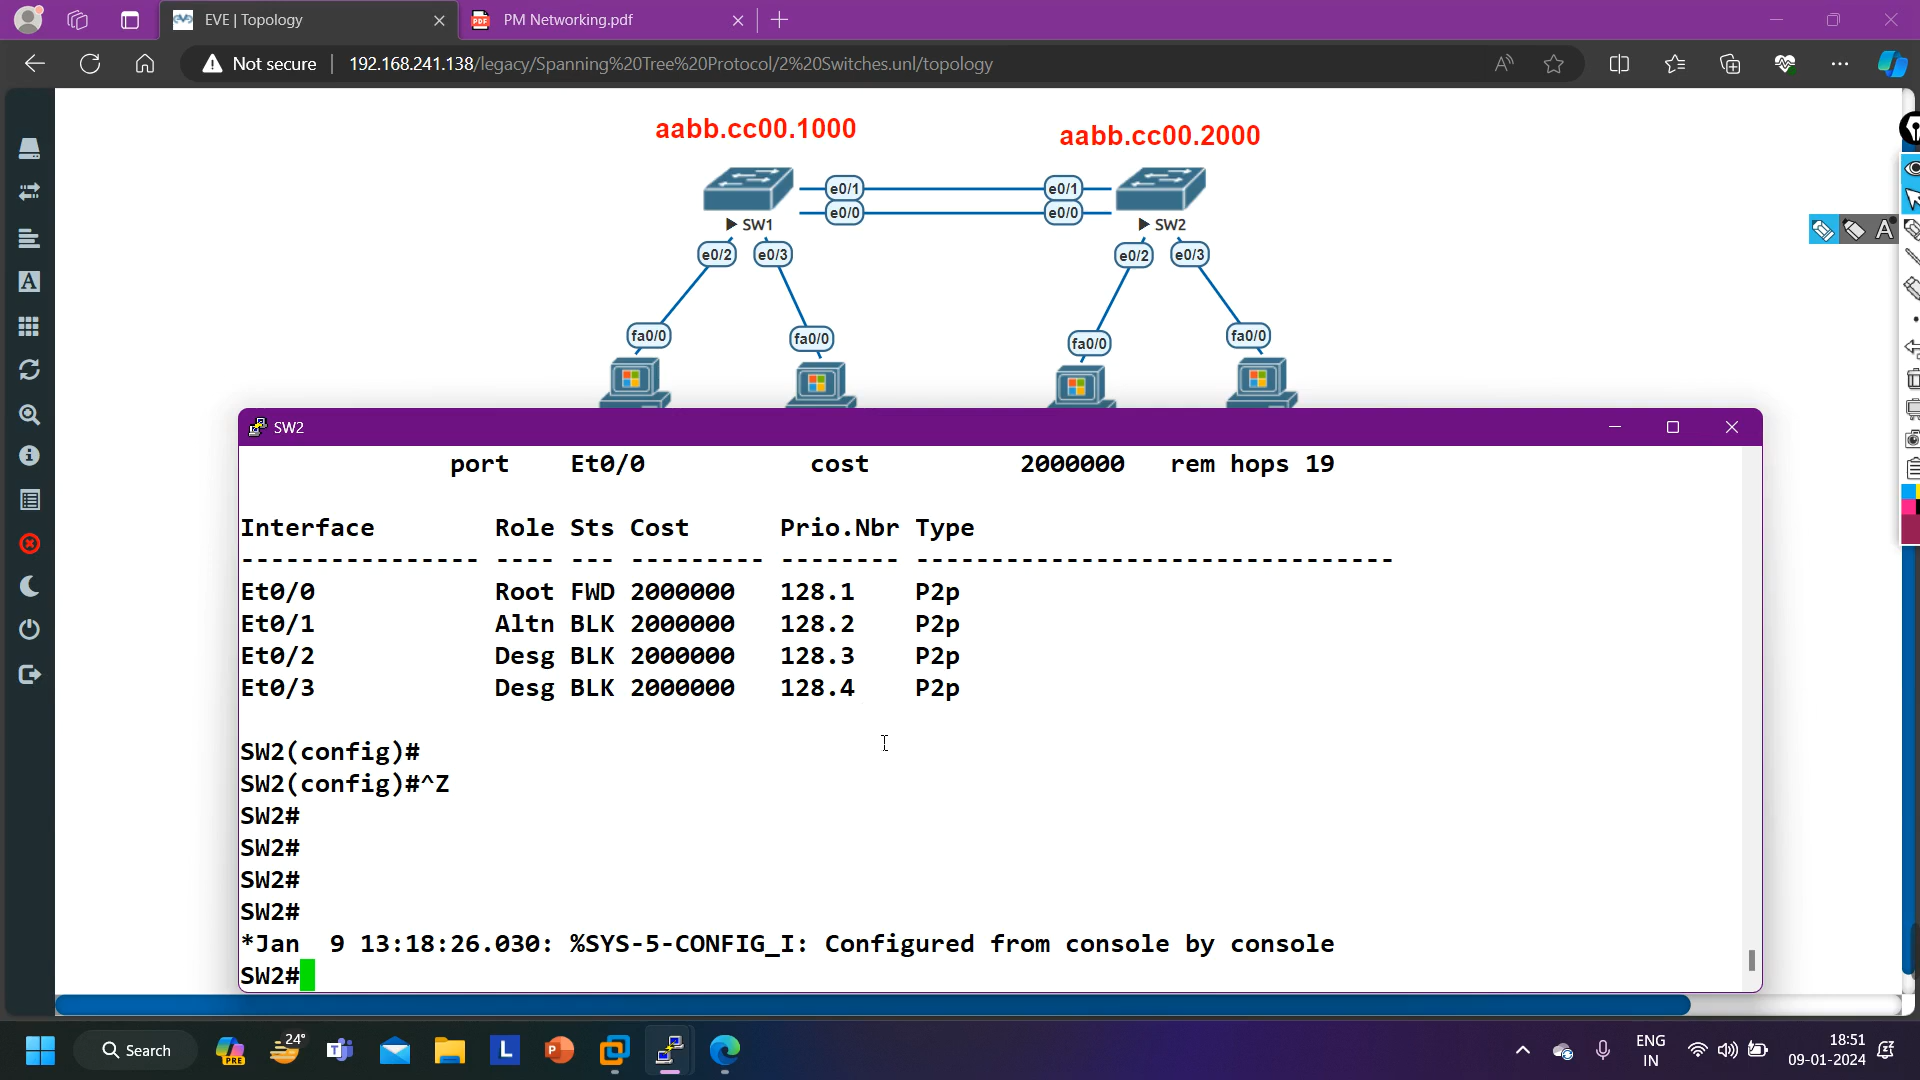 EVE | Topology
PM Networking.pdf
Not secure
192.168.241.138/legacy/Spanning%20Tree%20Protocol/2%20Switches.unl/topology
aabb.cc00.1000
aabb.cc00.2000
e0/1
e0/1
e0/0
e0/0
SW1
SW2
e0/2
e0/3
e0/2
e0/3
fa0/0
fa0/0
fa0/0
fa0/0
SW2
port Et0/0 cost 2000000 rem hops 19
Interface Role Sts Cost Prio.Nbr Type
---------------- ---- --- --------- -------- --------------------------------
Et0/0 Root FWD 2000000 128.1 P2p
Et0/1 Altn BLK 2000000 128.2 P2p
Et0/2 Desg BLK 2000000 128.3 P2p
Et0/3 Desg BLK 2000000 128.4 P2p
SW2(config)#
SW2(config)#^Z
SW2#
SW2#
SW2#
SW2#
*Jan  9 13:18:26.030: %SYS-5-CONFIG_I: Configured from console by console
SW2#
Search
PRE
24°
ENG
IN
18:51
09-01-2024